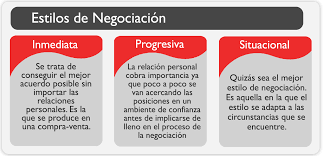 Estilos de Negociación
Inmediata
Se trata de
conseguir el mejor
acuerdo posible sin
importar las
relaciones
personales. Es la
que se produce en
una compra-venta.
Progresiva
La relación personal
cobra importancia ya
que poco a poco se
van acercando las
posiciones en un
ambiente de confianza
antes de implicarse de
lleno en el proceso de
la negociación
Situacional
Quizás sea el mejor
estilo de negociación.
Es aquella en la que el
estilo se adapta a las
circunstancias que se
encuentre.